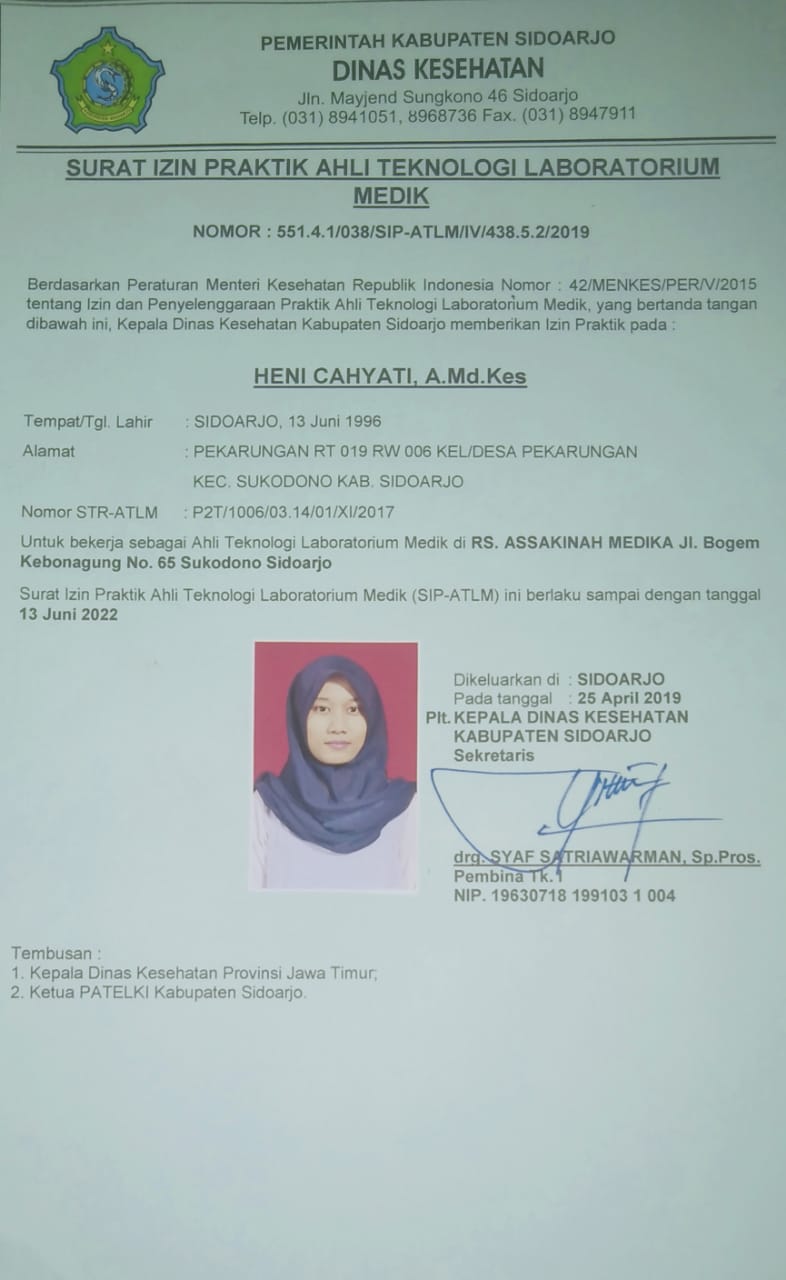 PEMERINTAH KABUPATEN SIDOARJO
DINAS KESEHATAN
Jln. Mayjend Sungkono 46 Sidoarjo
Telp. (031) 8941051, 8968736 Fax. (031) 8947911
SURAT IZIN PRAKTIK AHLI TEKNOLOGI LABORATORIUM
MEDIK
NOMOR : 551.4.1/038/SIP-ATLM/IV/438.5.2/2019
Berdasarkan Peraturan Menteri Kesehatan Republik Indonesia Nomor : 42/MENKES/PER/V/2015
tentang Izin dan Penyelenggaraan Praktik Ahli Teknologi Laboratorium Medik, yang bertanda tangan
dibawah ini, Kepala Dinas Kesehatan Kabupaten Sidoarjo memberikan Izin Praktik pada :
HENI CAHYATI, A.Md.Kes
Tempat/Tgl. Lahir : SIDOARJO, 13 Juni 1996
Alamat : PEKARUNGAN RT 019 RW 006 KEL/DESA PEKARUNGAN
KEC. SUKODONO KAB. SIDOARJO
Nomor STR-ATLM : P2T/1006/03.14/01/XI/2017
Untuk bekerja sebagai Ahli Teknologi Laboratorium Medik di RS. ASSAKINAH MEDIKA Jl. Bogem
Kebonagung No. 65 Sukodono Sidoarjo
Surat Izin Praktik Ahli Teknologi Laboratorium Medik (SIP-ATLM) ini berlaku sampai dengan tanggal
13 Juni 2022
Dikeluarkan di : SIDOARJO
Pada tanggal : 25 April 2019
Plt. KEPALA DINAS KESEHATAN
KABUPATEN SIDOARJO
Sekretaris
drg. SYAF SATRIAWARMAN, Sp.Pros.
Pembina Tk.1
NIP. 19630718 199103 1 004
Tembusan :
1. Kepala Dinas Kesehatan Provinsi Jawa Timur;
2. Ketua PATELKI Kabupaten Sidoarjo.